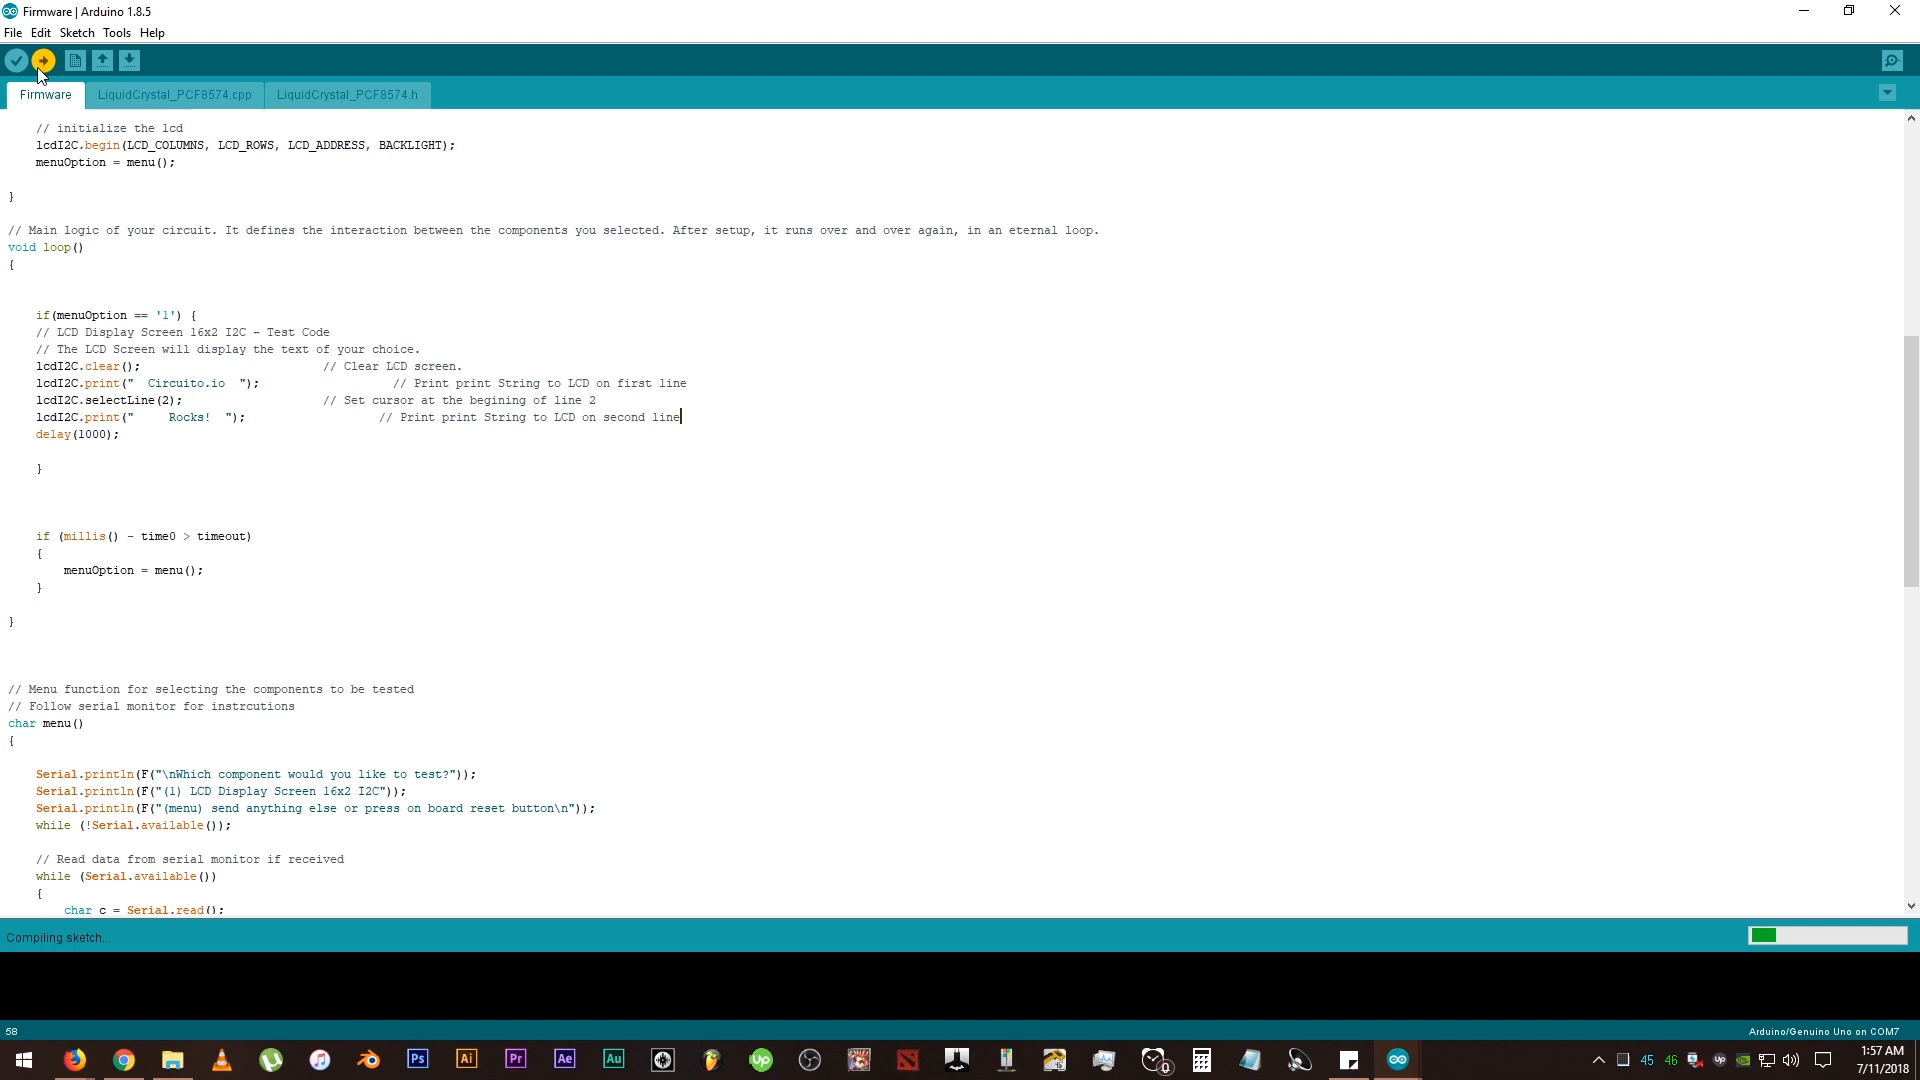 Firmware | Arduino 1.8.5
File Edit Sketch Tools Help
Firmware LiquidCrystal_PCF8574.cpp LiquidCrystal_PCF8574.h
// initialize the lcd
lcdI2C.begin(LCD_COLUMNS, LCD_ROWS, LCD_ADDRESS, BACKLIGHT);
menuOption = menu();
}
// Main logic of your circuit. It defines the interaction between the components you selected. After setup, it runs over and over again, in an eternal loop.
void loop()
{
if(menuOption == '1') {
// LCD Display Screen 16x2 I2C - Test Code
// The LCD Screen will display the text of your choice.
lcdI2C.clear(); // Clear LCD screen.
lcdI2C.print(" Circuito.io "); // Print print String to LCD on first line
lcdI2C.selectLine(2); // Set cursor at the begining of line 2
lcdI2C.print(" Rocks! "); // Print print String to LCD on second line
delay(1000);
}
if (millis() - time0 > timeout)
{
menuOption = menu();
}
}
// Menu function for selecting the components to be tested
// Follow serial monitor for instrcutions
char menu()
{
Serial.println(F("\nWhich component would you like to test?"));
Serial.println(F("(1) LCD Display Screen 16x2 I2C"));
Serial.println(F("(menu) send anything else or press on board reset button\n"));
while (!Serial.available());
// Read data from serial monitor if received
while (Serial.available())
{
char c = Serial.read();
Compiling sketch...
58 Arduino/Genuino Uno on COM7
Ps Ai Pr Ae Au Up 0 45 46 Up
1:57 AM
7/11/2018